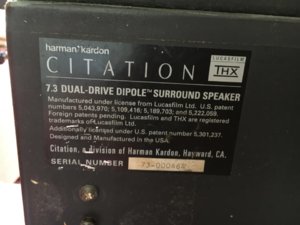 harman/kardon
LUCASFILM
CITATION
THX
7.3 DUAL-DRIVE DIPOLE™ SURROUND SPEAKER
Manufactured under license from Lucasfilm Ltd. U.S. patent
numbers 5,043,970; 5,109,416; 5,189,703; and 5,222,059.
Foreign patents pending. Lucasfilm and THX are registered
trademarks of Lucasfilm Ltd.
Additionally licensed under US patent number 5,301,237.
Designed and Manufactured in the USA.
Citation, a division of Harman Kardon, Hayward, CA.
SERIAL NUMBER